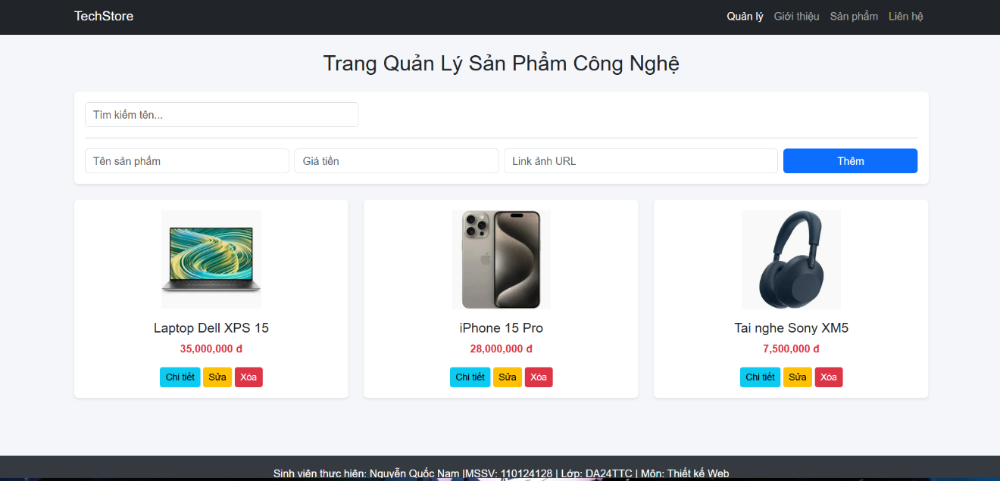 TechStore Quản lý Giới thiệu Sản phẩm Liên hệ
Trang Quản Lý Sản Phẩm Công Nghệ
Tìm kiếm tên...
Tên sản phẩm Giá tiền Link ảnh URL Thêm
Laptop Dell XPS 15 iPhone 15 Pro Tai nghe Sony XM5
35,000,000 đ 28,000,000 đ 7,500,000 đ
Chi tiết Sửa Xóa Chi tiết Sửa Xóa Chi tiết Sửa Xóa
Sinh viên thực hiện: Nguyễn Quốc Nam |MSSV: 110124128 | Lớp: DA24TTC | Môn: Thiết kế Web